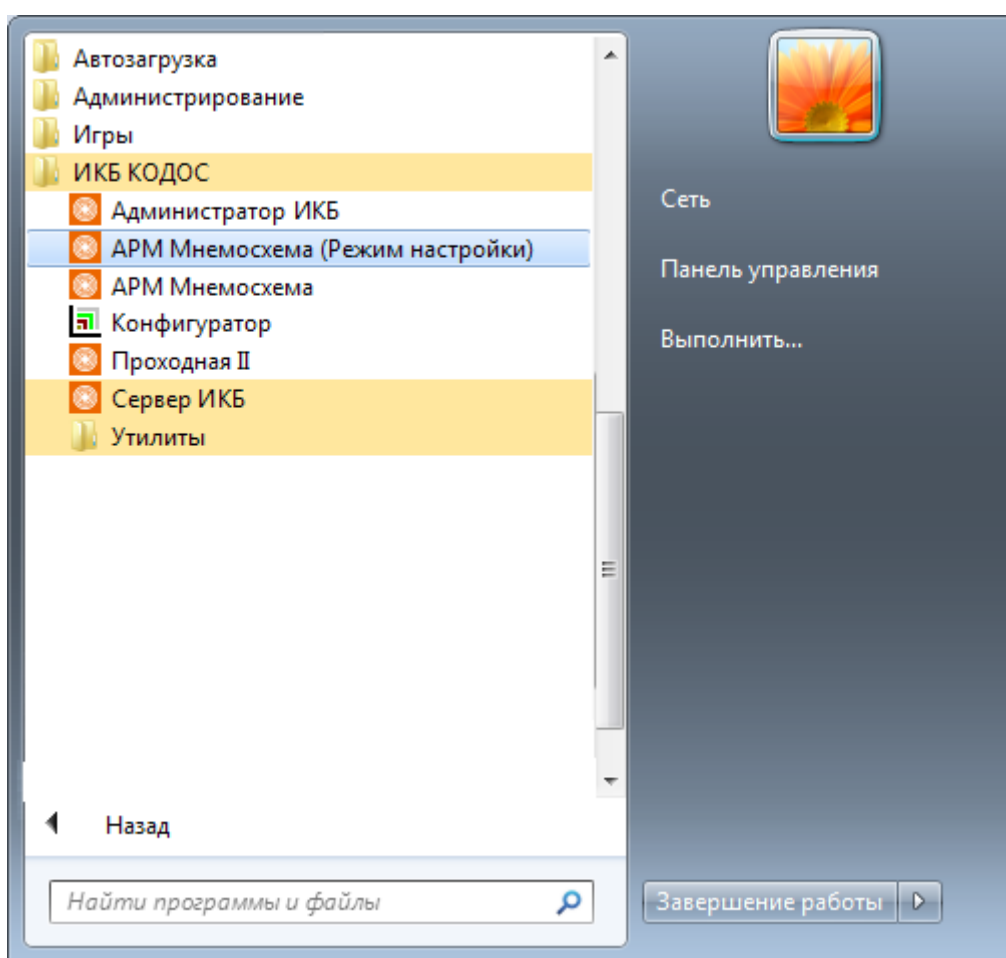 Автозагрузка
Администрирование
Игры
ИКБ КОДОС
Администратор ИКБ
АРМ Мнемосхема (Режим настройки)
АРМ Мнемосхема
Конфигуратор
Проходная II
Сервер ИКБ
Утилиты
Назад
Найти программы и файлы
Сеть
Панель управления
Выполнить...
Завершение работы